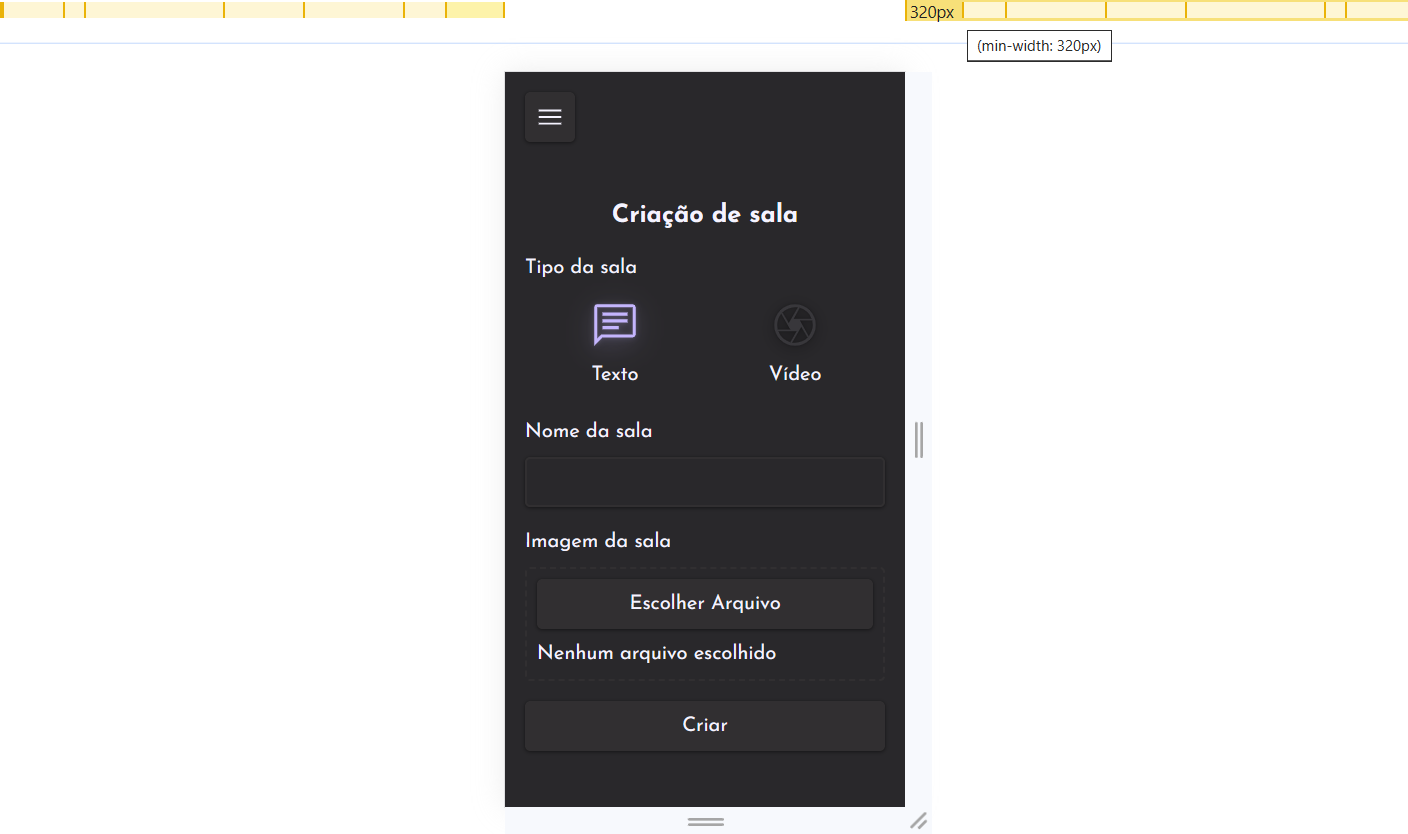 320px
(min-width: 320px)
Criação de sala
Tipo da sala
Texto
Vídeo
Nome da sala
Imagem da sala
Escolher Arquivo
Nenhum arquivo escolhido
Criar